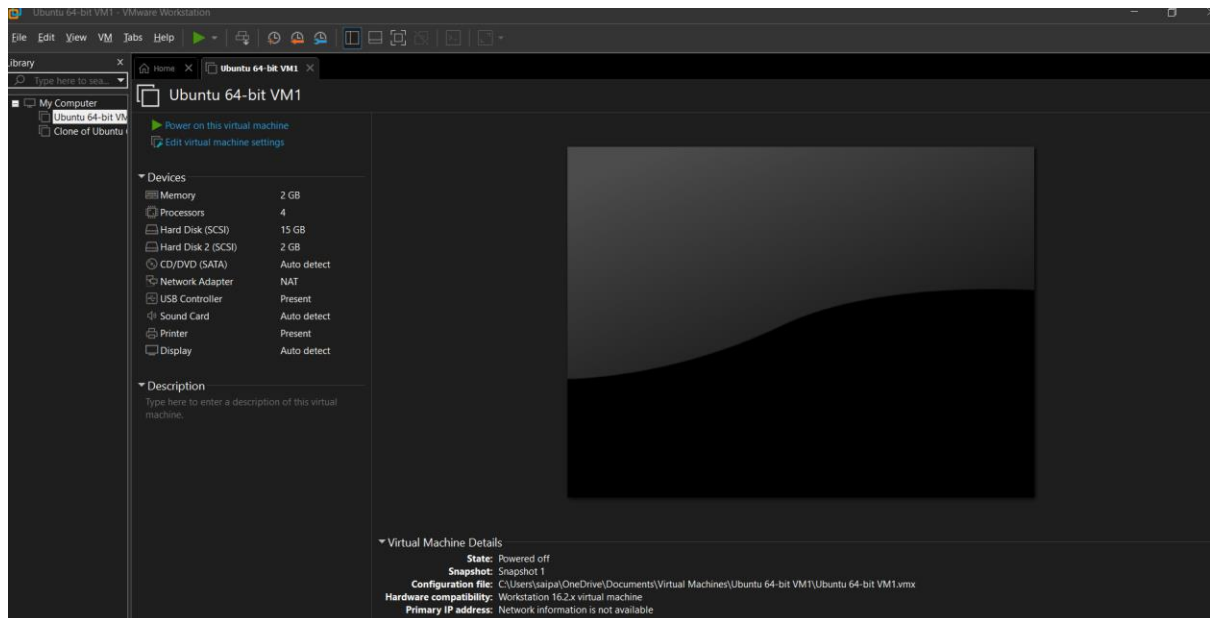 Ubuntu 64-bit VM1 - VMware Workstation
File Edit View VM Tabs Help
Library X
Type here to sea...
Home X Ubuntu 64-bit VM1 X
My Computer
Ubuntu 64-bit VM
Clone of Ubuntu
Ubuntu 64-bit VM1
Power on this virtual machine
Edit virtual machine settings
Devices
Memory 2 GB
Processors 4
Hard Disk (SCSI) 15 GB
Hard Disk 2 (SCSI) 2 GB
CD/DVD (SATA) Auto detect
Network Adapter NAT
USB Controller Present
Sound Card Auto detect
Printer Present
Display Auto detect
Description
Type here to enter a description of this virtual
machine.
Virtual Machine Details
State: Powered off
Snapshot: Snapshot 1
Configuration file: C:\Users\saipa\OneDrive\Documents\Virtual Machines\Ubuntu 64-bit VM1\Ubuntu 64-bit VM1.vmx
Hardware compatibility: Workstation 16.2.x virtual machine
Primary IP address: Network information is not available